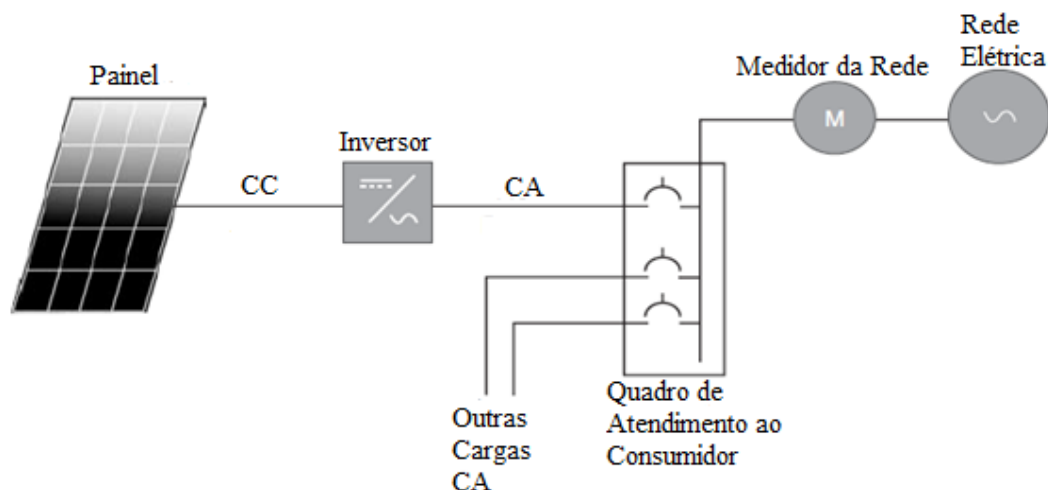 Rede
Elétrica
Painel
Medidor da Rede
M
Inversor
CC
CA
Outras
Cargas
CA
Quadro de
Atendimento ao
Consumidor